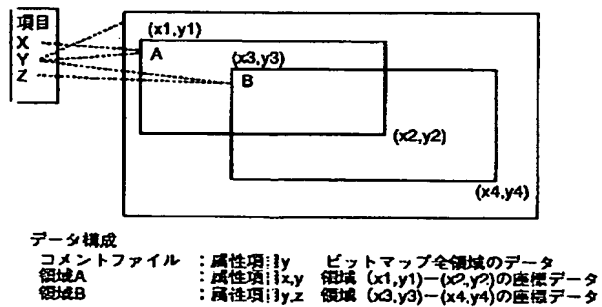 項目
X
Y
Z
(x1,y1)
A
(x3,y3)
B
(x2,y2)
(x4,y4)
データ構成
コメントファイル :属性項目y ビットマップ全領域のデータ
領域A :属性項目x,y 領域(x1,y1)ー(x2,y2)の座標データ
領域B :属性項目y,z 領域(x3,y3)ー(x4,y4)の座標データ